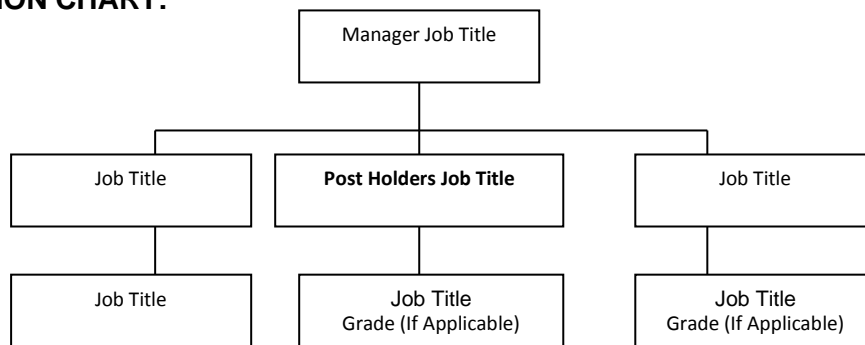 CHART:
Manager Job Title
Job Title
Post Holders Job Title
Job Title
Job Title
Job Title
Grade (If Applicable)
Job Title
Grade (If Applicable)